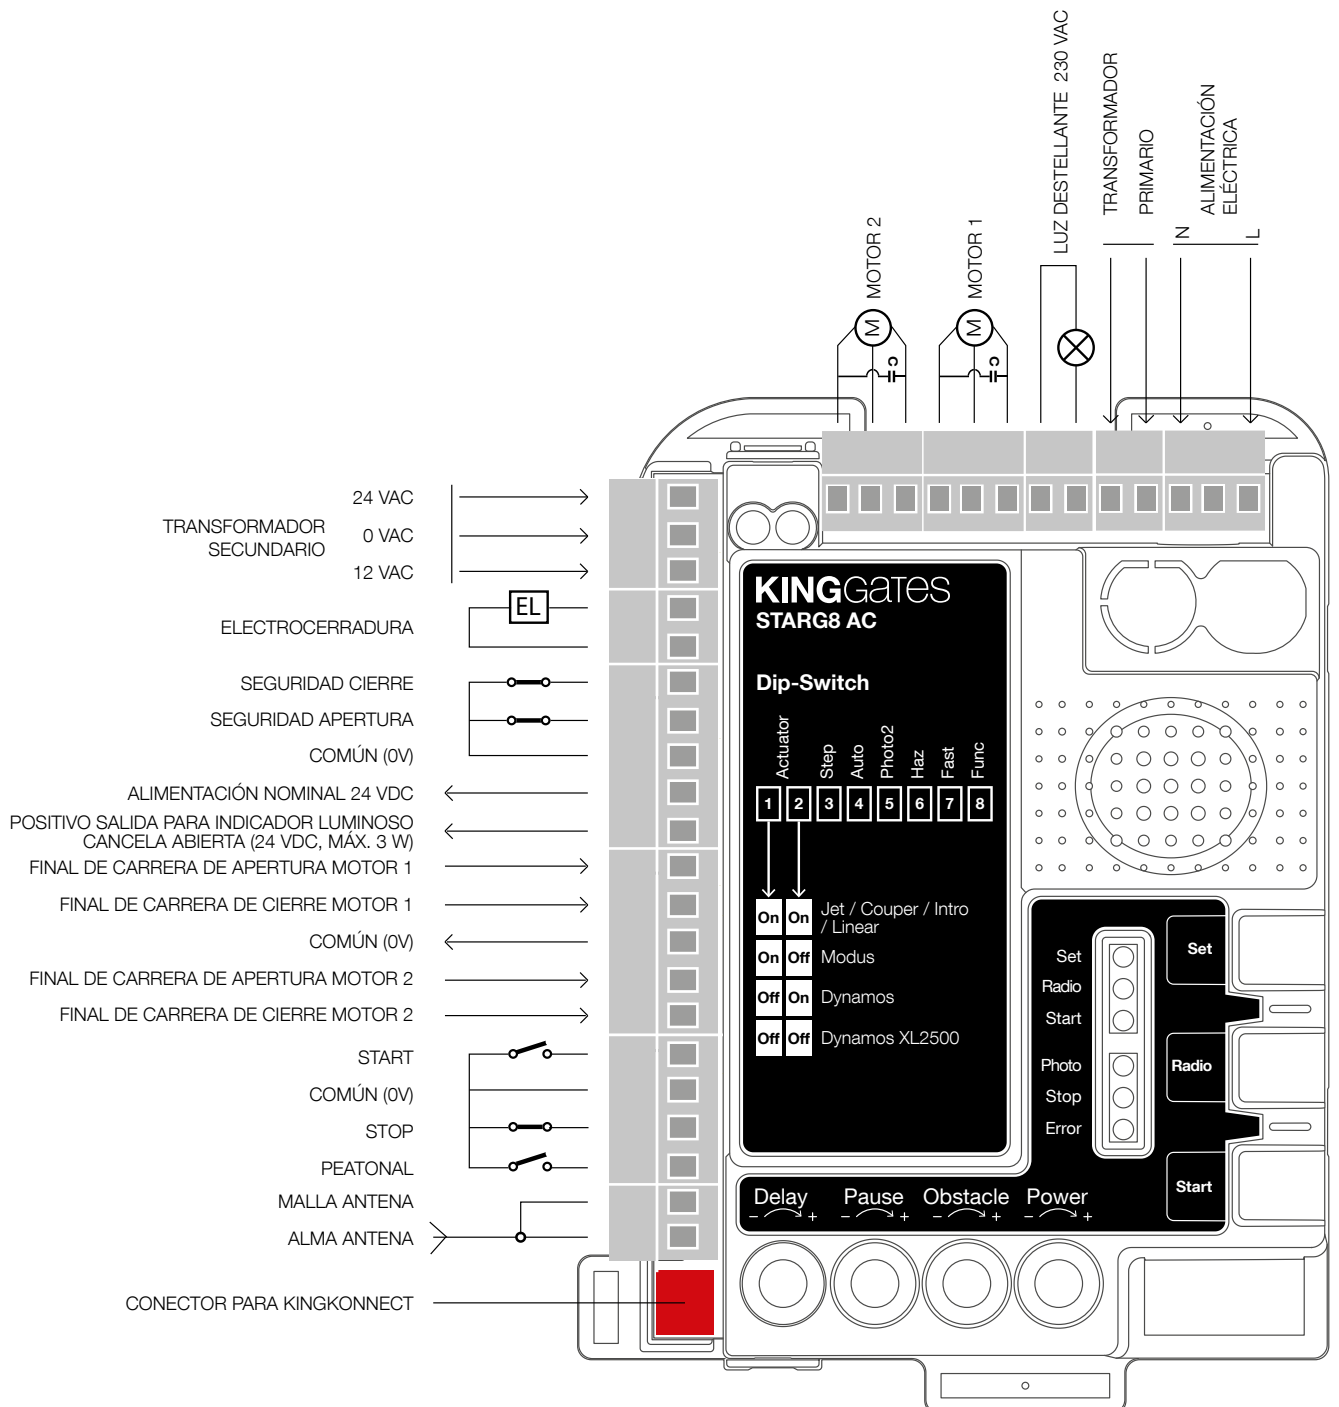 LUZ DESTELLANTE 230 VAC
TRANSFORMADOR
PRIMARIO
ALIMENTACIÓN
ELÉCTRICA
N
L
MOTOR 2
MOTOR 1
M
M
C
C
24 VAC
TRANSFORMADOR
SECUNDARIO
0 VAC
12 VAC
EL
ELECTROCERRADURA
SEGURIDAD CIERRE
SEGURIDAD APERTURA
COMÚN (0V)
ALIMENTACIÓN NOMINAL 24 VDC
POSITIVO SALIDA PARA INDICADOR LUMINOSO
CANCELA ABIERTA (24 VDC, MÁX. 3 W)
FINAL DE CARRERA DE APERTURA MOTOR 1
FINAL DE CARRERA DE CIERRE MOTOR 1
COMÚN (0V)
FINAL DE CARRERA DE APERTURA MOTOR 2
FINAL DE CARRERA DE CIERRE MOTOR 2
START
COMÚN (0V)
STOP
PEATONAL
MALLA ANTENA
ALMA ANTENA
CONECTOR PARA KINGKONNECT
KINGGATES
STARG8 AC
Dip-Switch
Actuator
Step
Auto
Photo2
Haz
Fast
Func
1 2 3 4 5 6 7 8
On On Jet / Couper / Intro
/ Linear
On Off Modus
Off On Dynamos
Off Off Dynamos XL2500
Set
Radio
Start
Photo
Stop
Error
Set
Radio
Start
Delay Pause Obstacle Power
- + - + - + - +